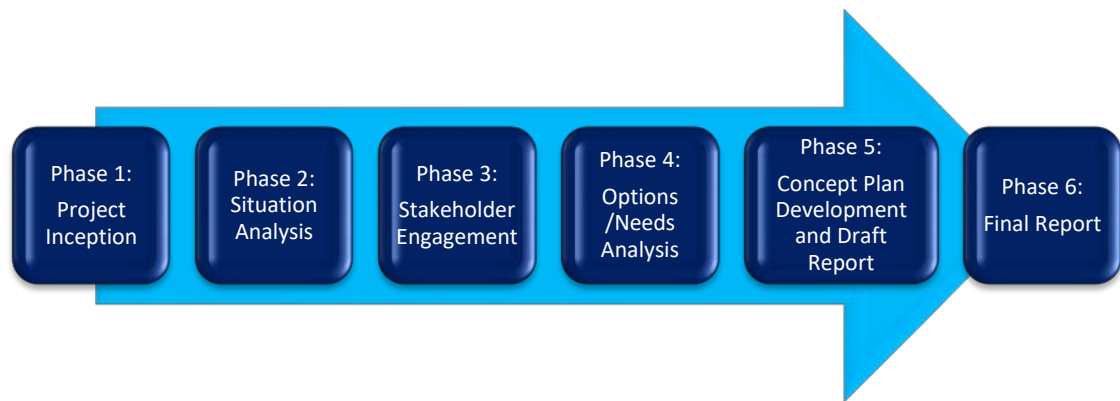 Phase 1:
Project
Inception
Phase 2:
Situation
Analysis
Phase 3:
Stakeholder
Engagement
Phase 4:
Options
/Needs
Analysis
Phase 5:
Concept Plan
Development
and Draft
Report
Phase 6:
Final Report